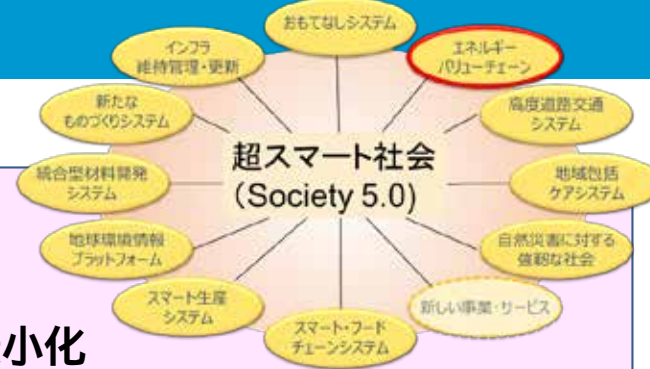 おもてなしシステム
エネルギー
バリューチェーン
高度道路交通
システム
地域包括
ケアシステム
自然災害に対する
強靭な社会
新しい事業・サービス
スマート・フード
チェーンシステム
スマート生産
システム
地球環境情報
プラットフォーム
統合型材料開発
システム
新たな
ものづくりシステム
インフラ
維持管理・更新
超スマート社会
(Society 5.0)
小化